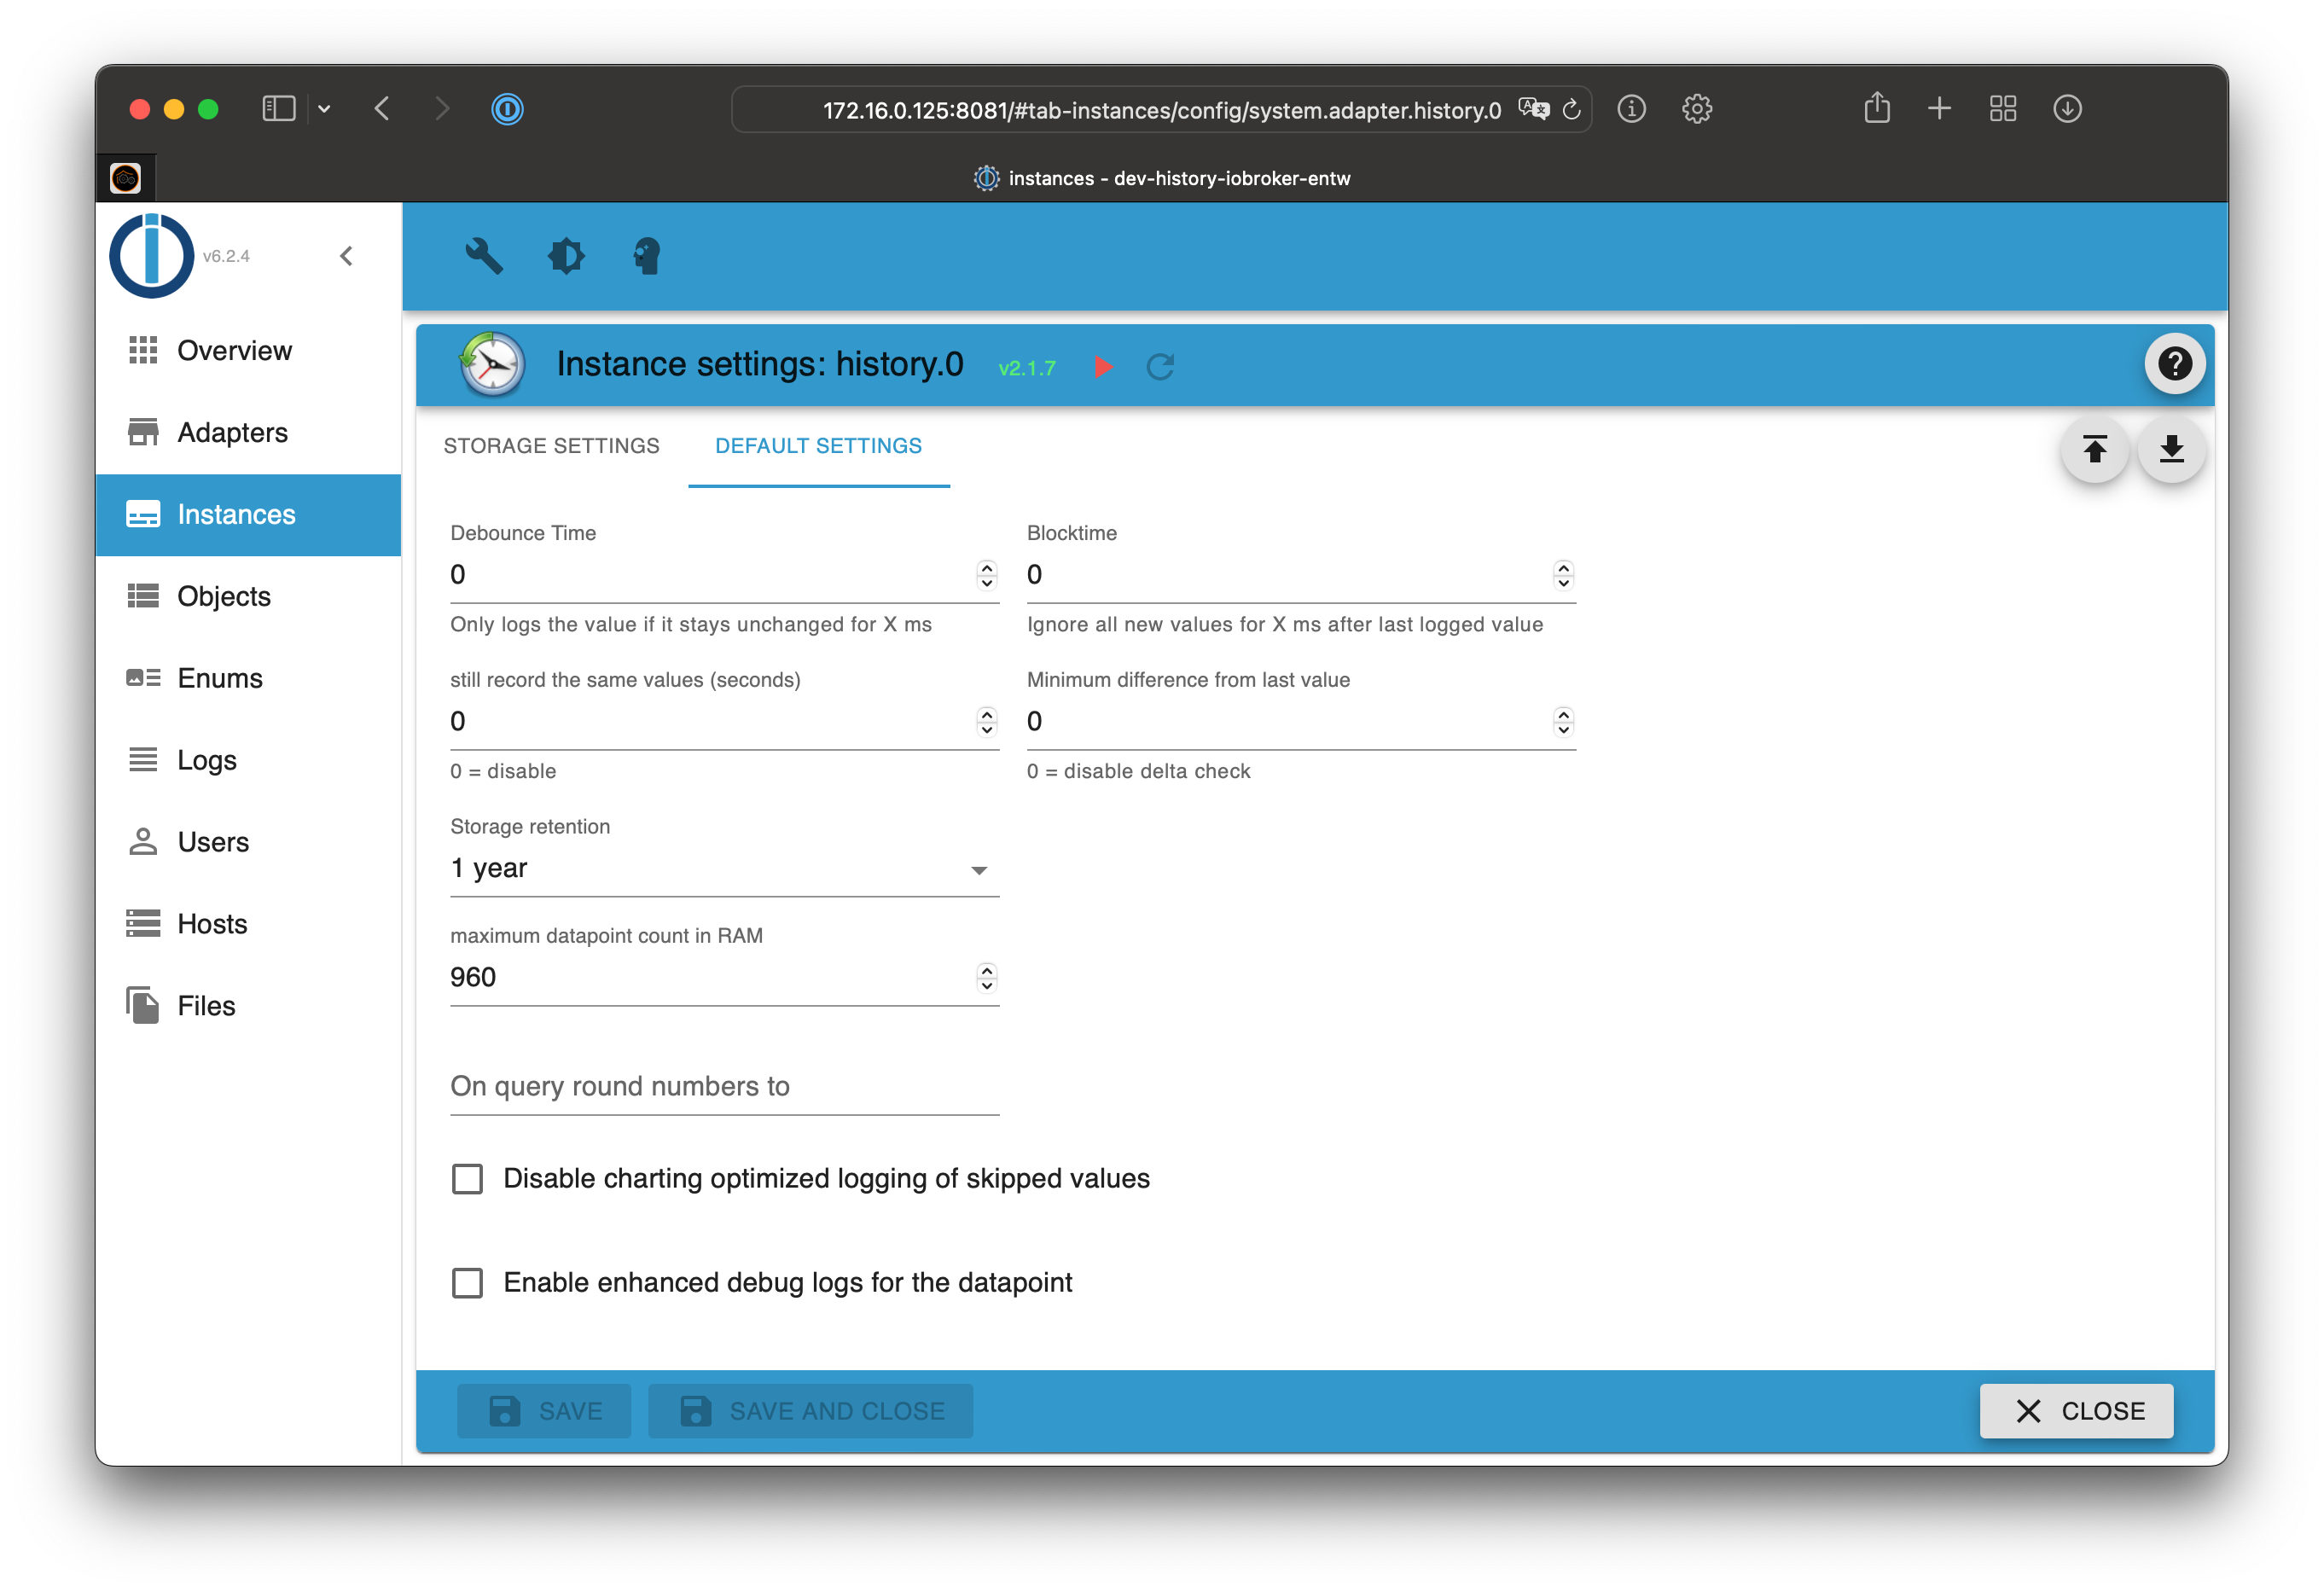 172.16.0.125:8081/#tab-instances/config/system.adapter.history.0
instances - dev-history-iobroker-entw
v6.2.4
Overview
Adapters
Instances
Objects
Enums
Logs
Users
Hosts
Files
Instance settings: history.0 v2.1.7
STORAGE SETTINGS DEFAULT SETTINGS
Debounce Time Blocktime
0 0
Only logs the value if it stays unchanged for X ms Ignore all new values for X ms after last logged value
still record the same values (seconds) Minimum difference from last value
0 0
0 = disable 0 = disable delta check
Storage retention
1 year
maximum datapoint count in RAM
960
On query round numbers to
Disable charting optimized logging of skipped values
Enable enhanced debug logs for the datapoint
SAVE SAVE AND CLOSE CLOSE